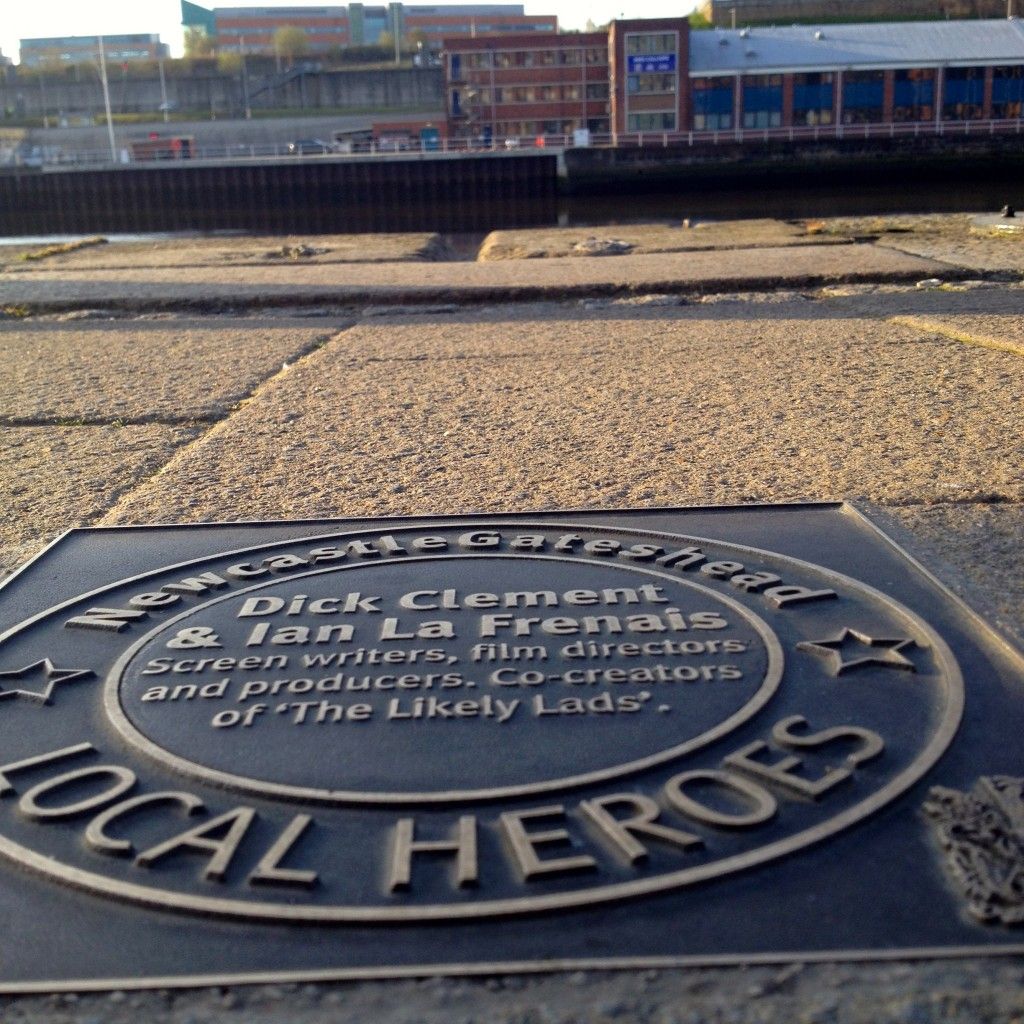 NewcastleGateshead
Dick Clement
& Ian La Frenais
Screen writers, film directors
and producers. Co-creators
of 'The Likely Lads'.
LOCAL HEROES